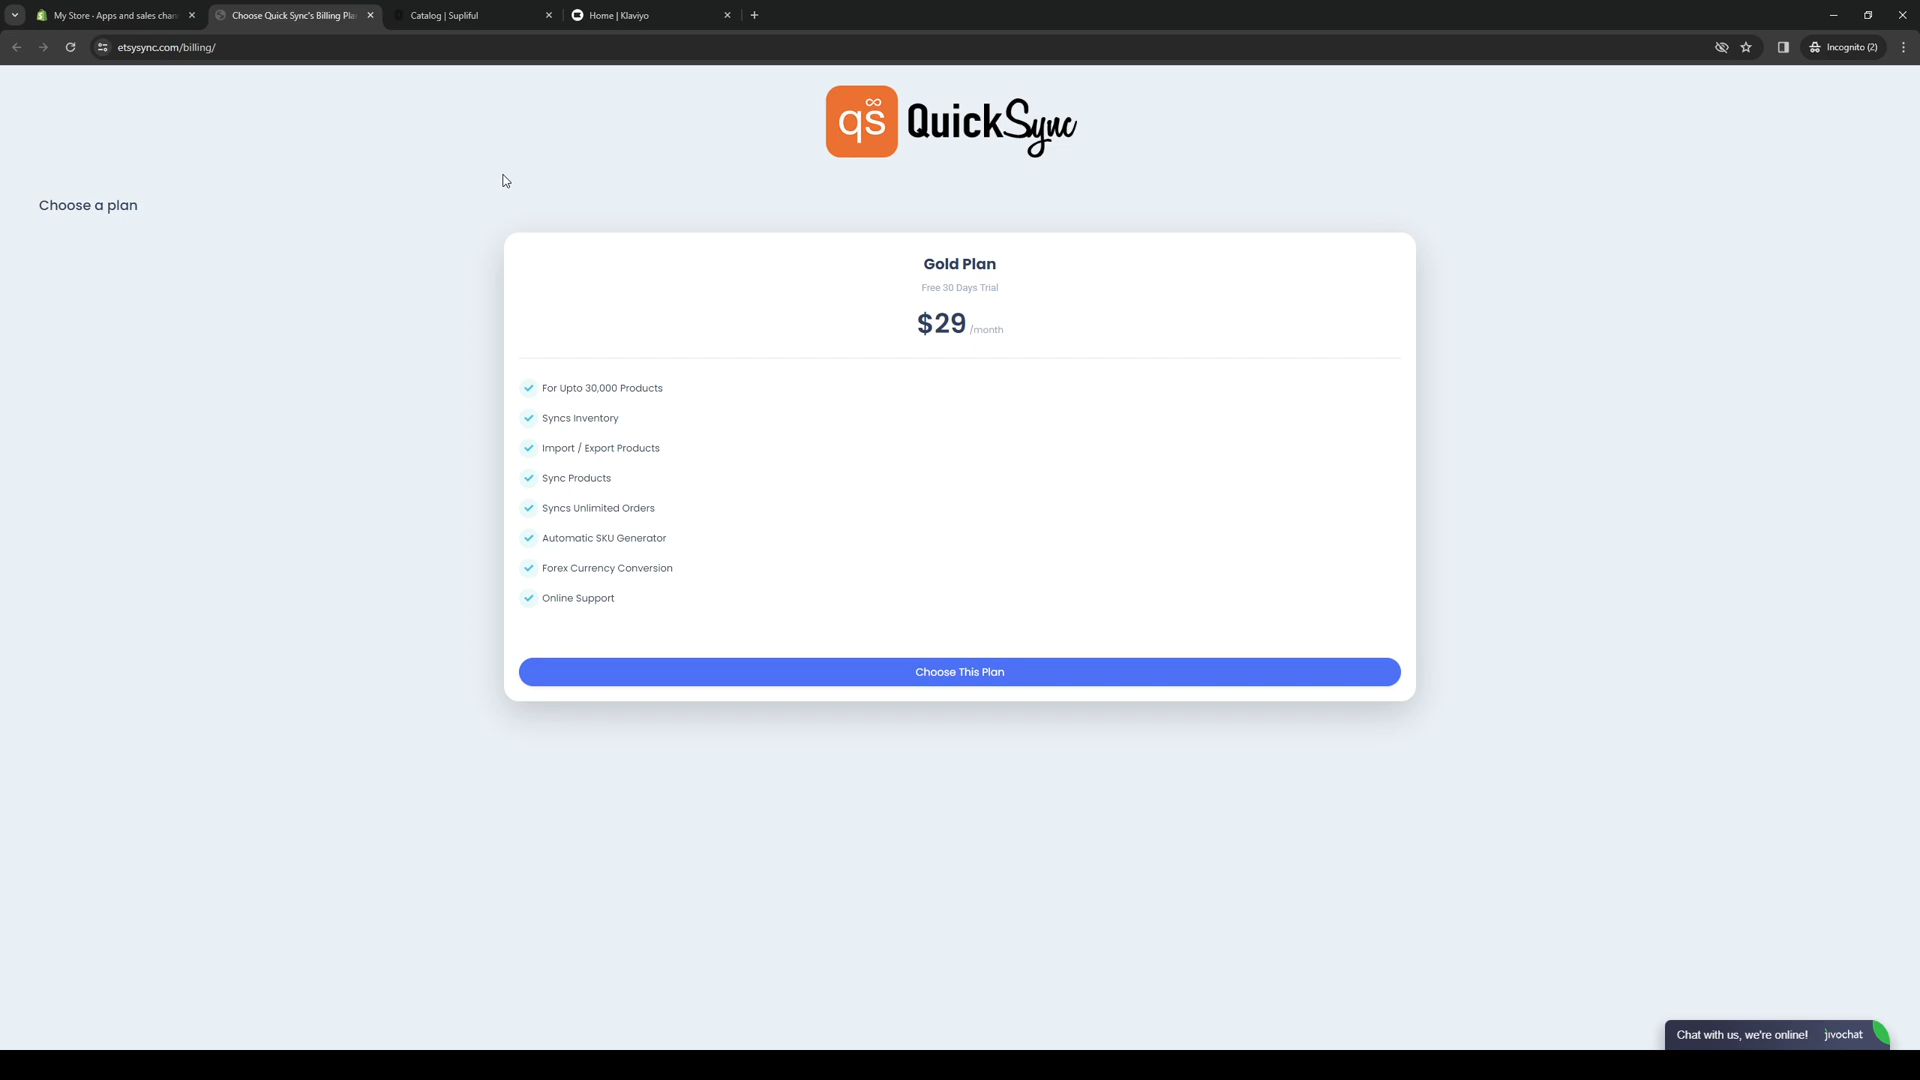 My Store · Apps and sales chan
Choose Quick Sync's Billing Pla
Catalog | Supliful
Home | Klaviyo
etsysync.com/billing/
Incognito (2)
qs QuickSync
Choose a plan
Gold Plan
Free 30 Days Trial
$29 /month
For Upto 30,000 Products
Syncs Inventory
Import / Export Products
Sync Products
Syncs Unlimited Orders
Automatic SKU Generator
Forex Currency Conversion
Online Support
Choose This Plan
Chat with us, we're online! jivochat